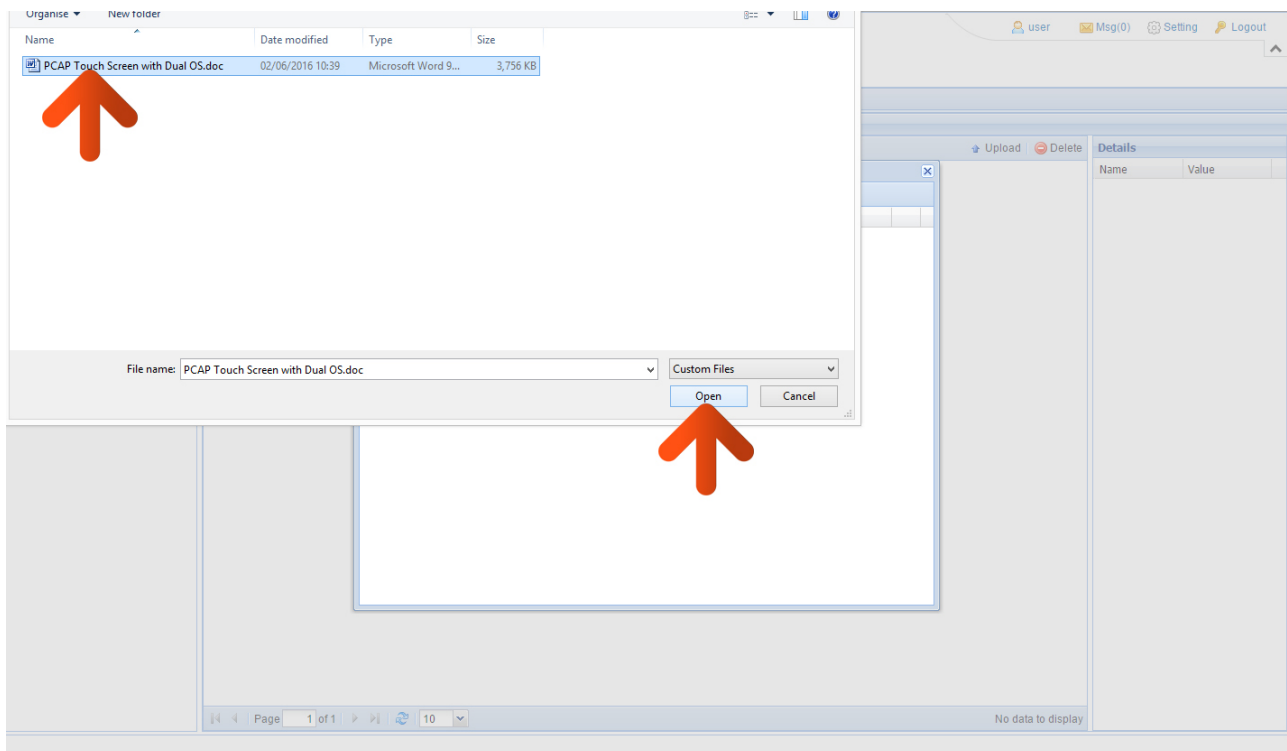 Organise New folder
user Msg(0) Setting Logout
Name Date modified Type Size
PCAP Touch Screen with Dual OS.doc 02/06/2016 10:39 Microsoft Word 9... 3,756 KB
Upload Delete Details
Name Value
File name: PCAP Touch Screen with Dual OS.doc Custom Files
Open Cancel
Page 1 of 1 10 No data to display